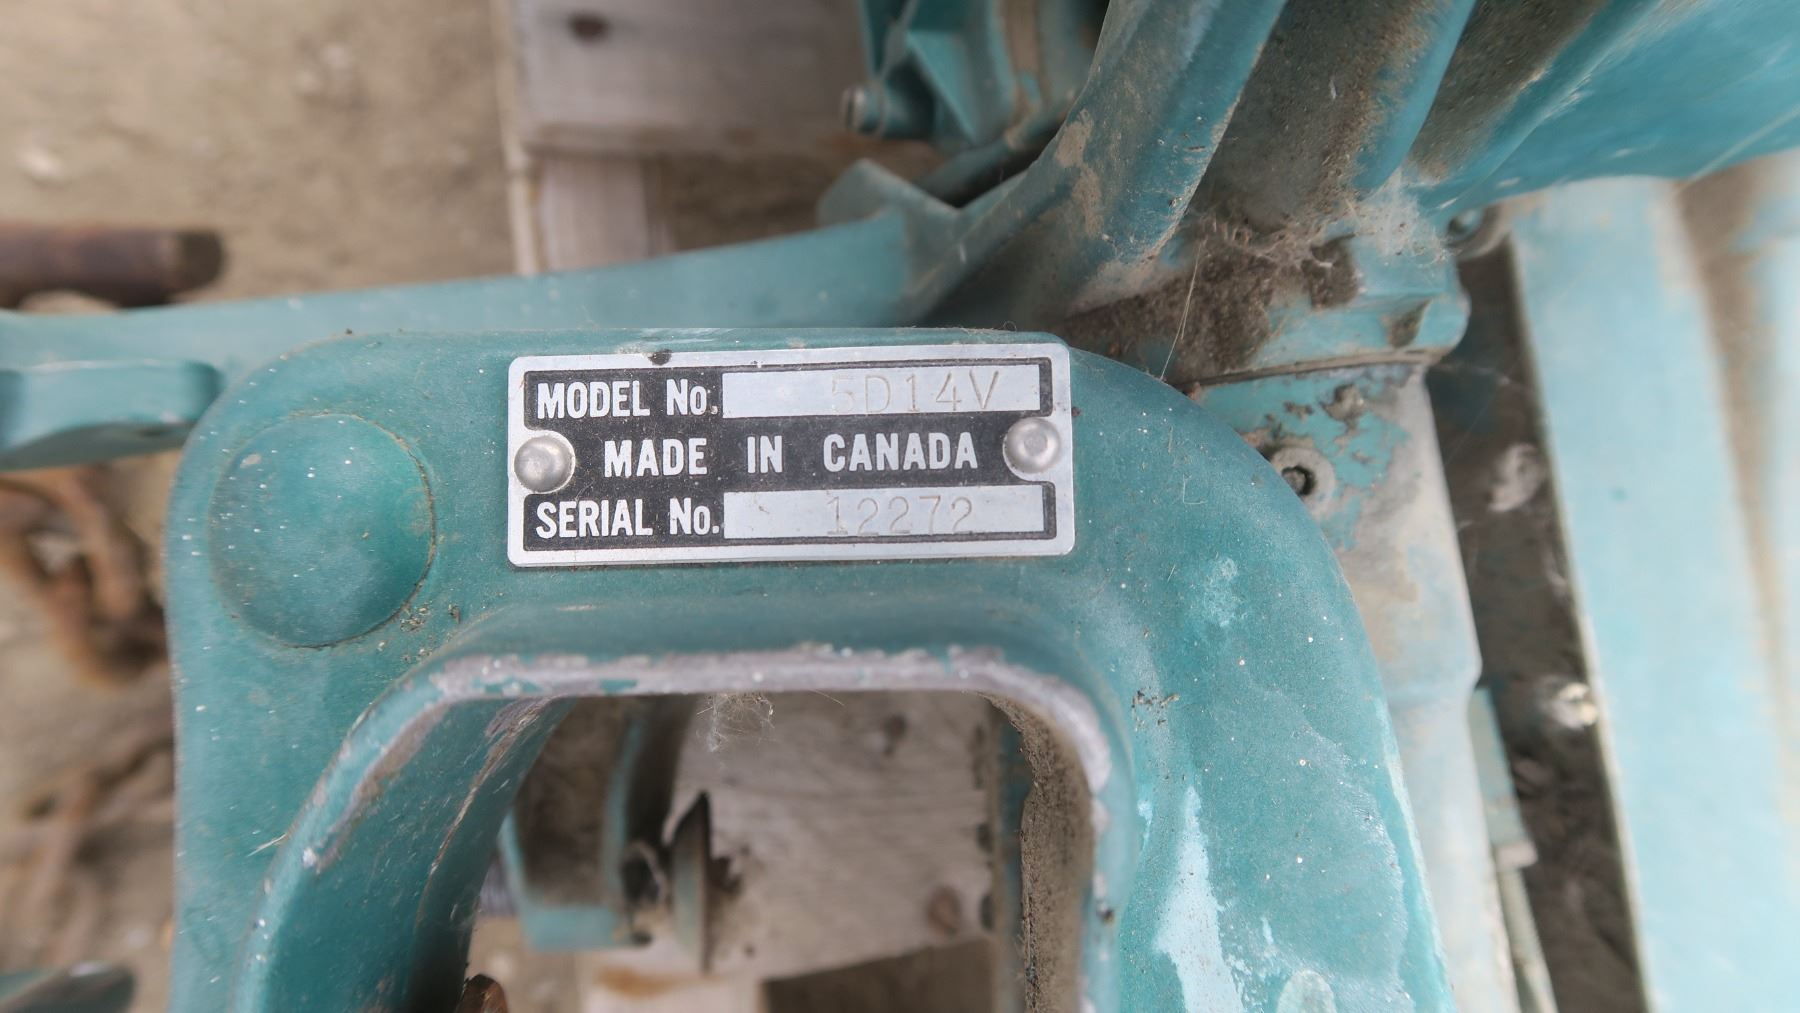 MODEL No. 5D14V
MADE IN CANADA
SERIAL No. 12272